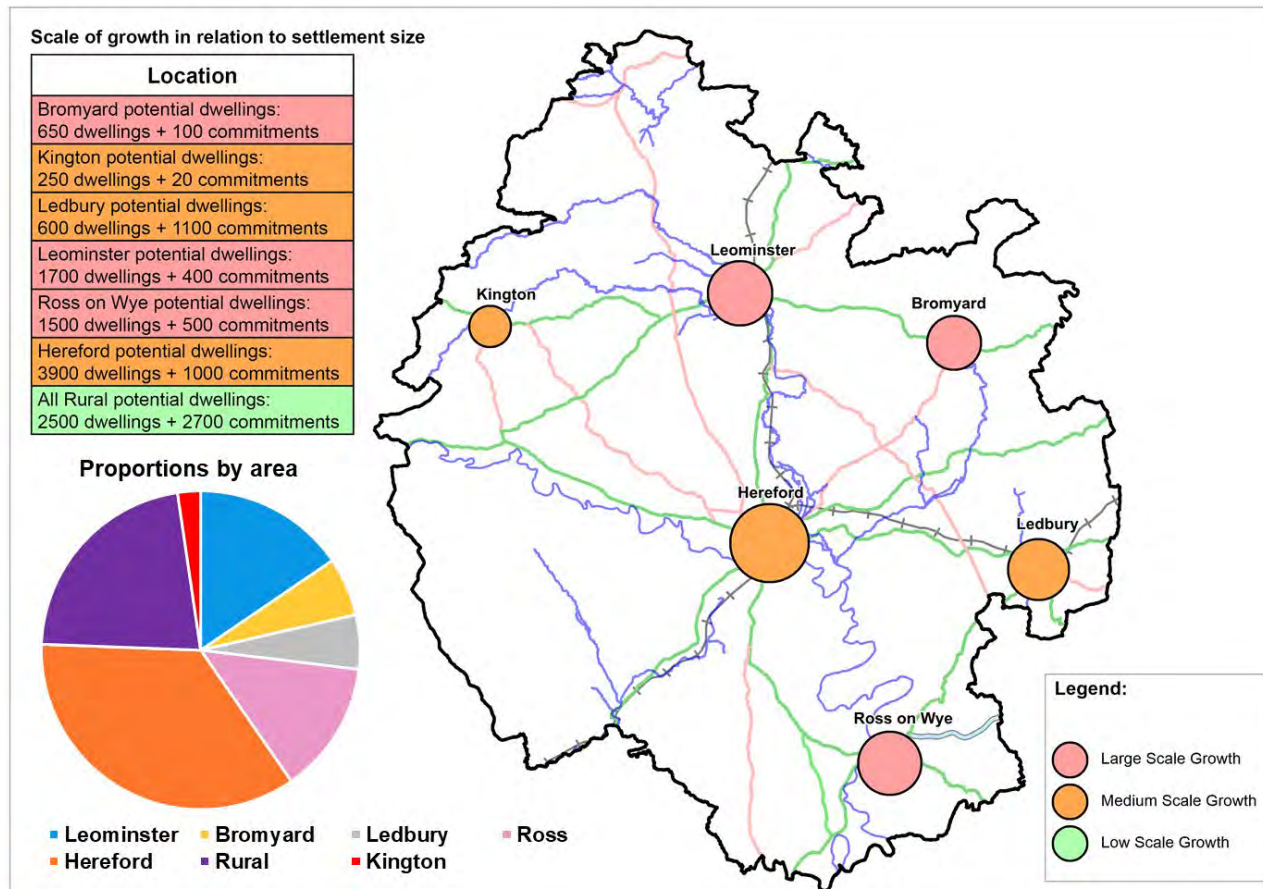 Scale of growth in relation to settlement size
Location
Bromyard potential dwellings:
650 dwellings + 100 commitments
Kington potential dwellings:
250 dwellings + 20 commitments
Ledbury potential dwellings:
600 dwellings + 1100 commitments
Leominster potential dwellings:
1700 dwellings + 400 commitments
Ross on Wye potential dwellings:
1500 dwellings + 500 commitments
Hereford potential dwellings:
3900 dwellings + 1000 commitments
All Rural potential dwellings:
2500 dwellings + 2700 commitments
Proportions by area
Leominster Bromyard Ledbury Ross
Hereford Rural Kington
Leominster
Kington
Bromyard
Hereford
Ledbury
Ross on Wye
Legend:
Large Scale Growth
Medium Scale Growth
Low Scale Growth